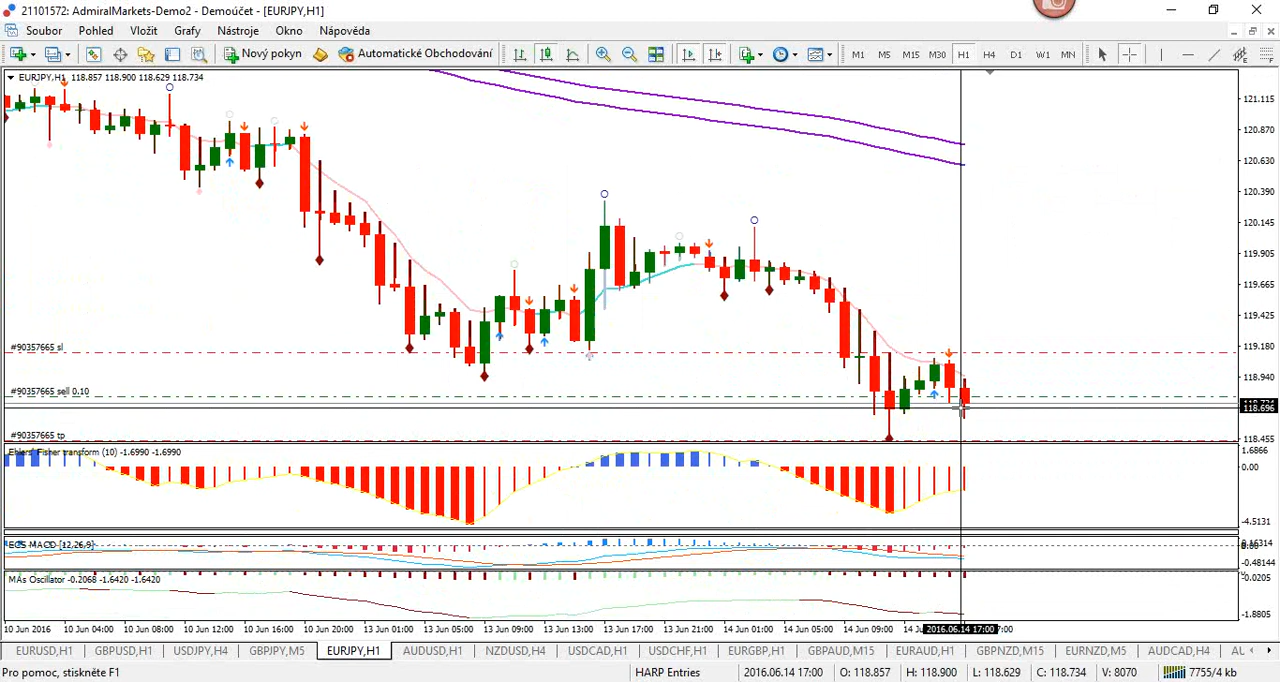 21101572: AdmiralMarkets-Demo2 - Demoúčet - [EURJPY,H1]
Soubor Pohled Vložit Grafy Nástroje Okno Nápověda
Nový pokyn Automatické Obchodování M1 M5 M15 M30 H1 H4 D1 W1 MN
EURJPY,H1 118.857 118.900 118.629 118.734
121.115
120.870
120.630
120.390
120.145
119.905
119.665
119.425
#90357665 sl
119.180
118.940
#90357665 sell 0.10
118.696
#90357665 tp
118.455
Ehlers' Fisher transform (10) -1.6990 -1.6990
1.6866
0.00
-4.5131
MACD [12,26,9]
-0.48144
MAs Oscillator -0.2068 -1.6420 -1.6420
-0.0205
-1.8805
10 Jun 2016 10 Jun 04:00 10 Jun 08:00 10 Jun 12:00 10 Jun 16:00 10 Jun 20:00 13 Jun 01:00 13 Jun 05:00 13 Jun 09:00 13 Jun 13:00 13 Jun 17:00 13 Jun 21:00 14 Jun 01:00 14 Jun 05:00 14 Jun 09:00 2016.06.14 17:00
EURUSD,H1 GBPUSD,H1 USDJPY,H4 GBPJPY,M5 EURJPY,H1 AUDUSD,H1 NZDUSD,H4 USDCAD,H1 USDCHF,H1 EURGBP,H1 GBPAUD,M15 EURAUD,H1 GBPNZD,M15 EURNZD,M5 AUDCAD,H4
Pro pomoc, stiskněte F1 HARP Entries 2016.06.14 17:00 O: 118.857 H: 118.900 L: 118.629 C: 118.734 V: 8070 7755/4 kb